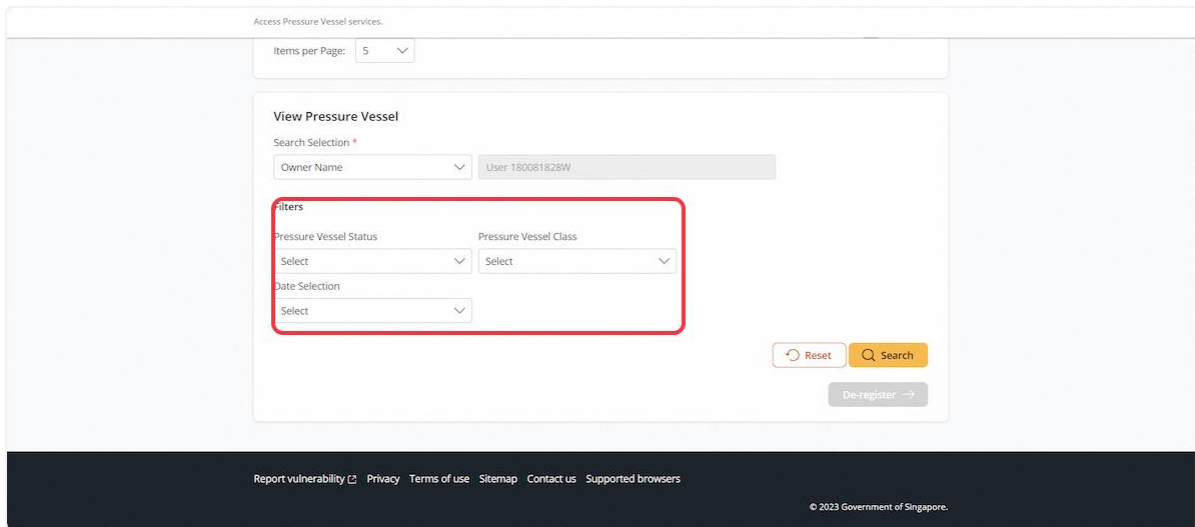 Access Pressure Vessel services.
Items per Page: 5
View Pressure Vessel
Search Selection *
Owner Name User 180081828W
Filters
Pressure Vessel Status Pressure Vessel Class
Select Select
Date Selection
Select
Reset Search
De-register
Report vulnerability Privacy Terms of use Sitemap Contact us Supported browsers
© 2023 Government of Singapore.